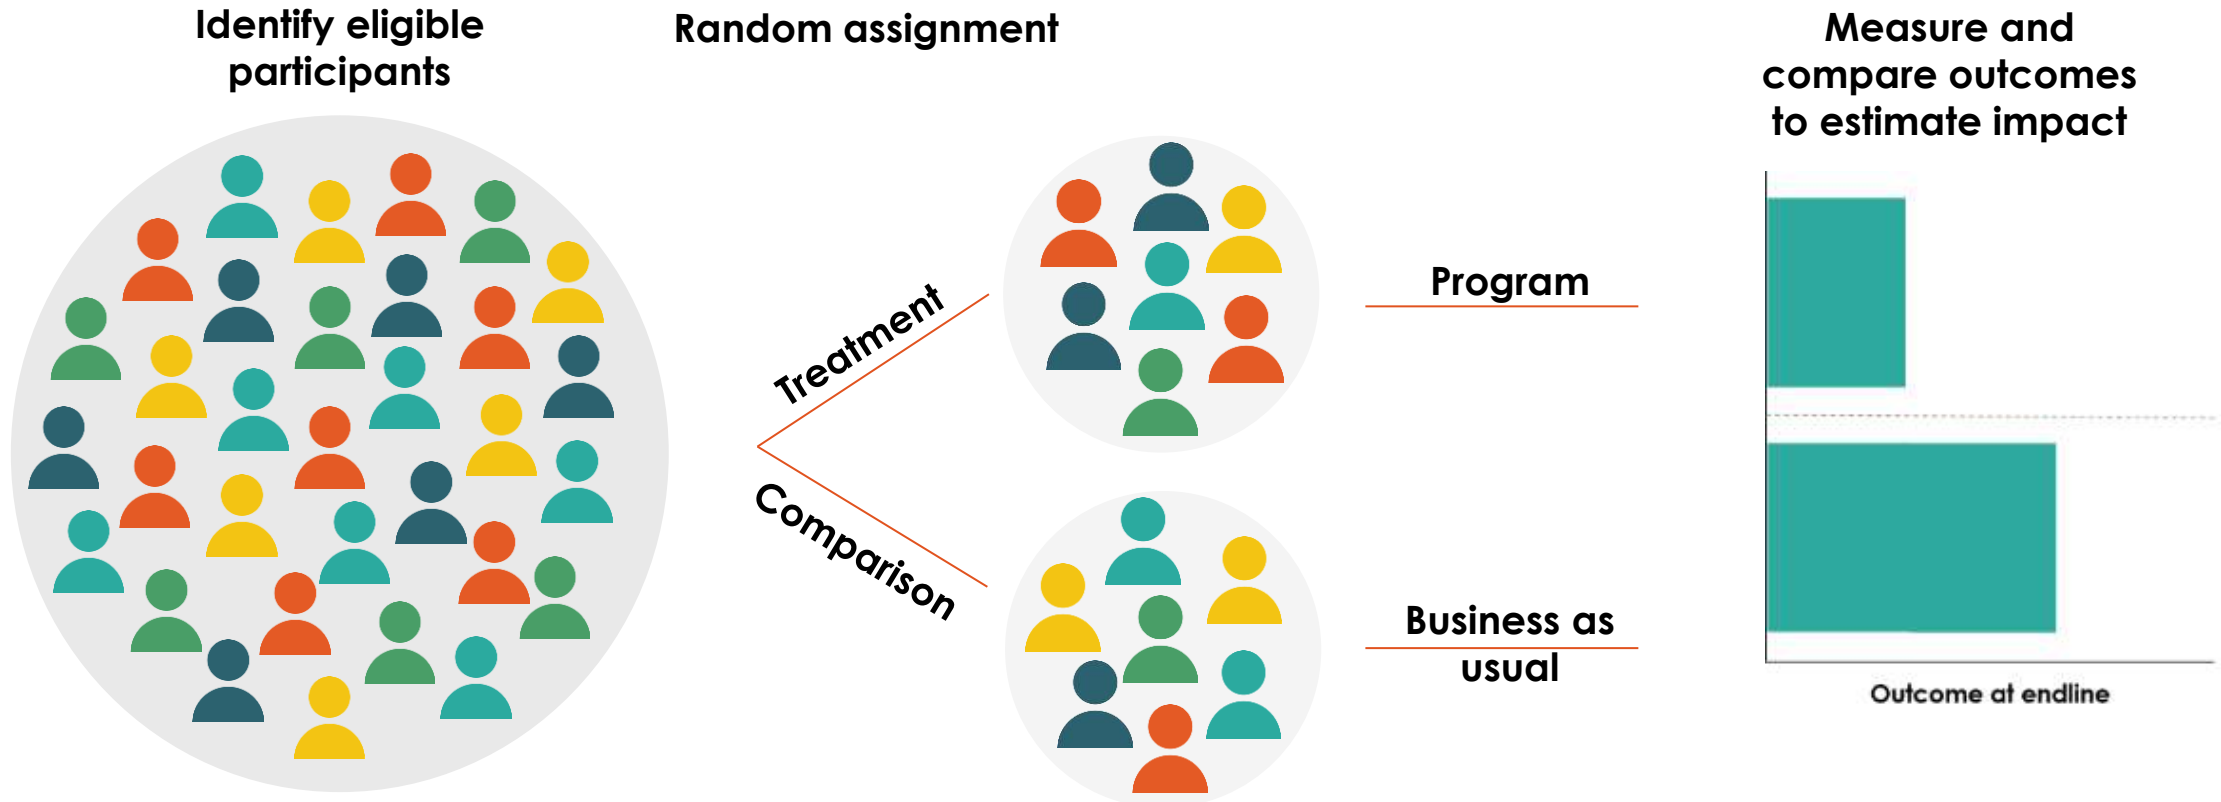 Identify eligible
participants
Random assignment
Measure and
compare outcomes
to estimate impact
Treatment
Program
Comparison
Business as
usual
Outcome at endline